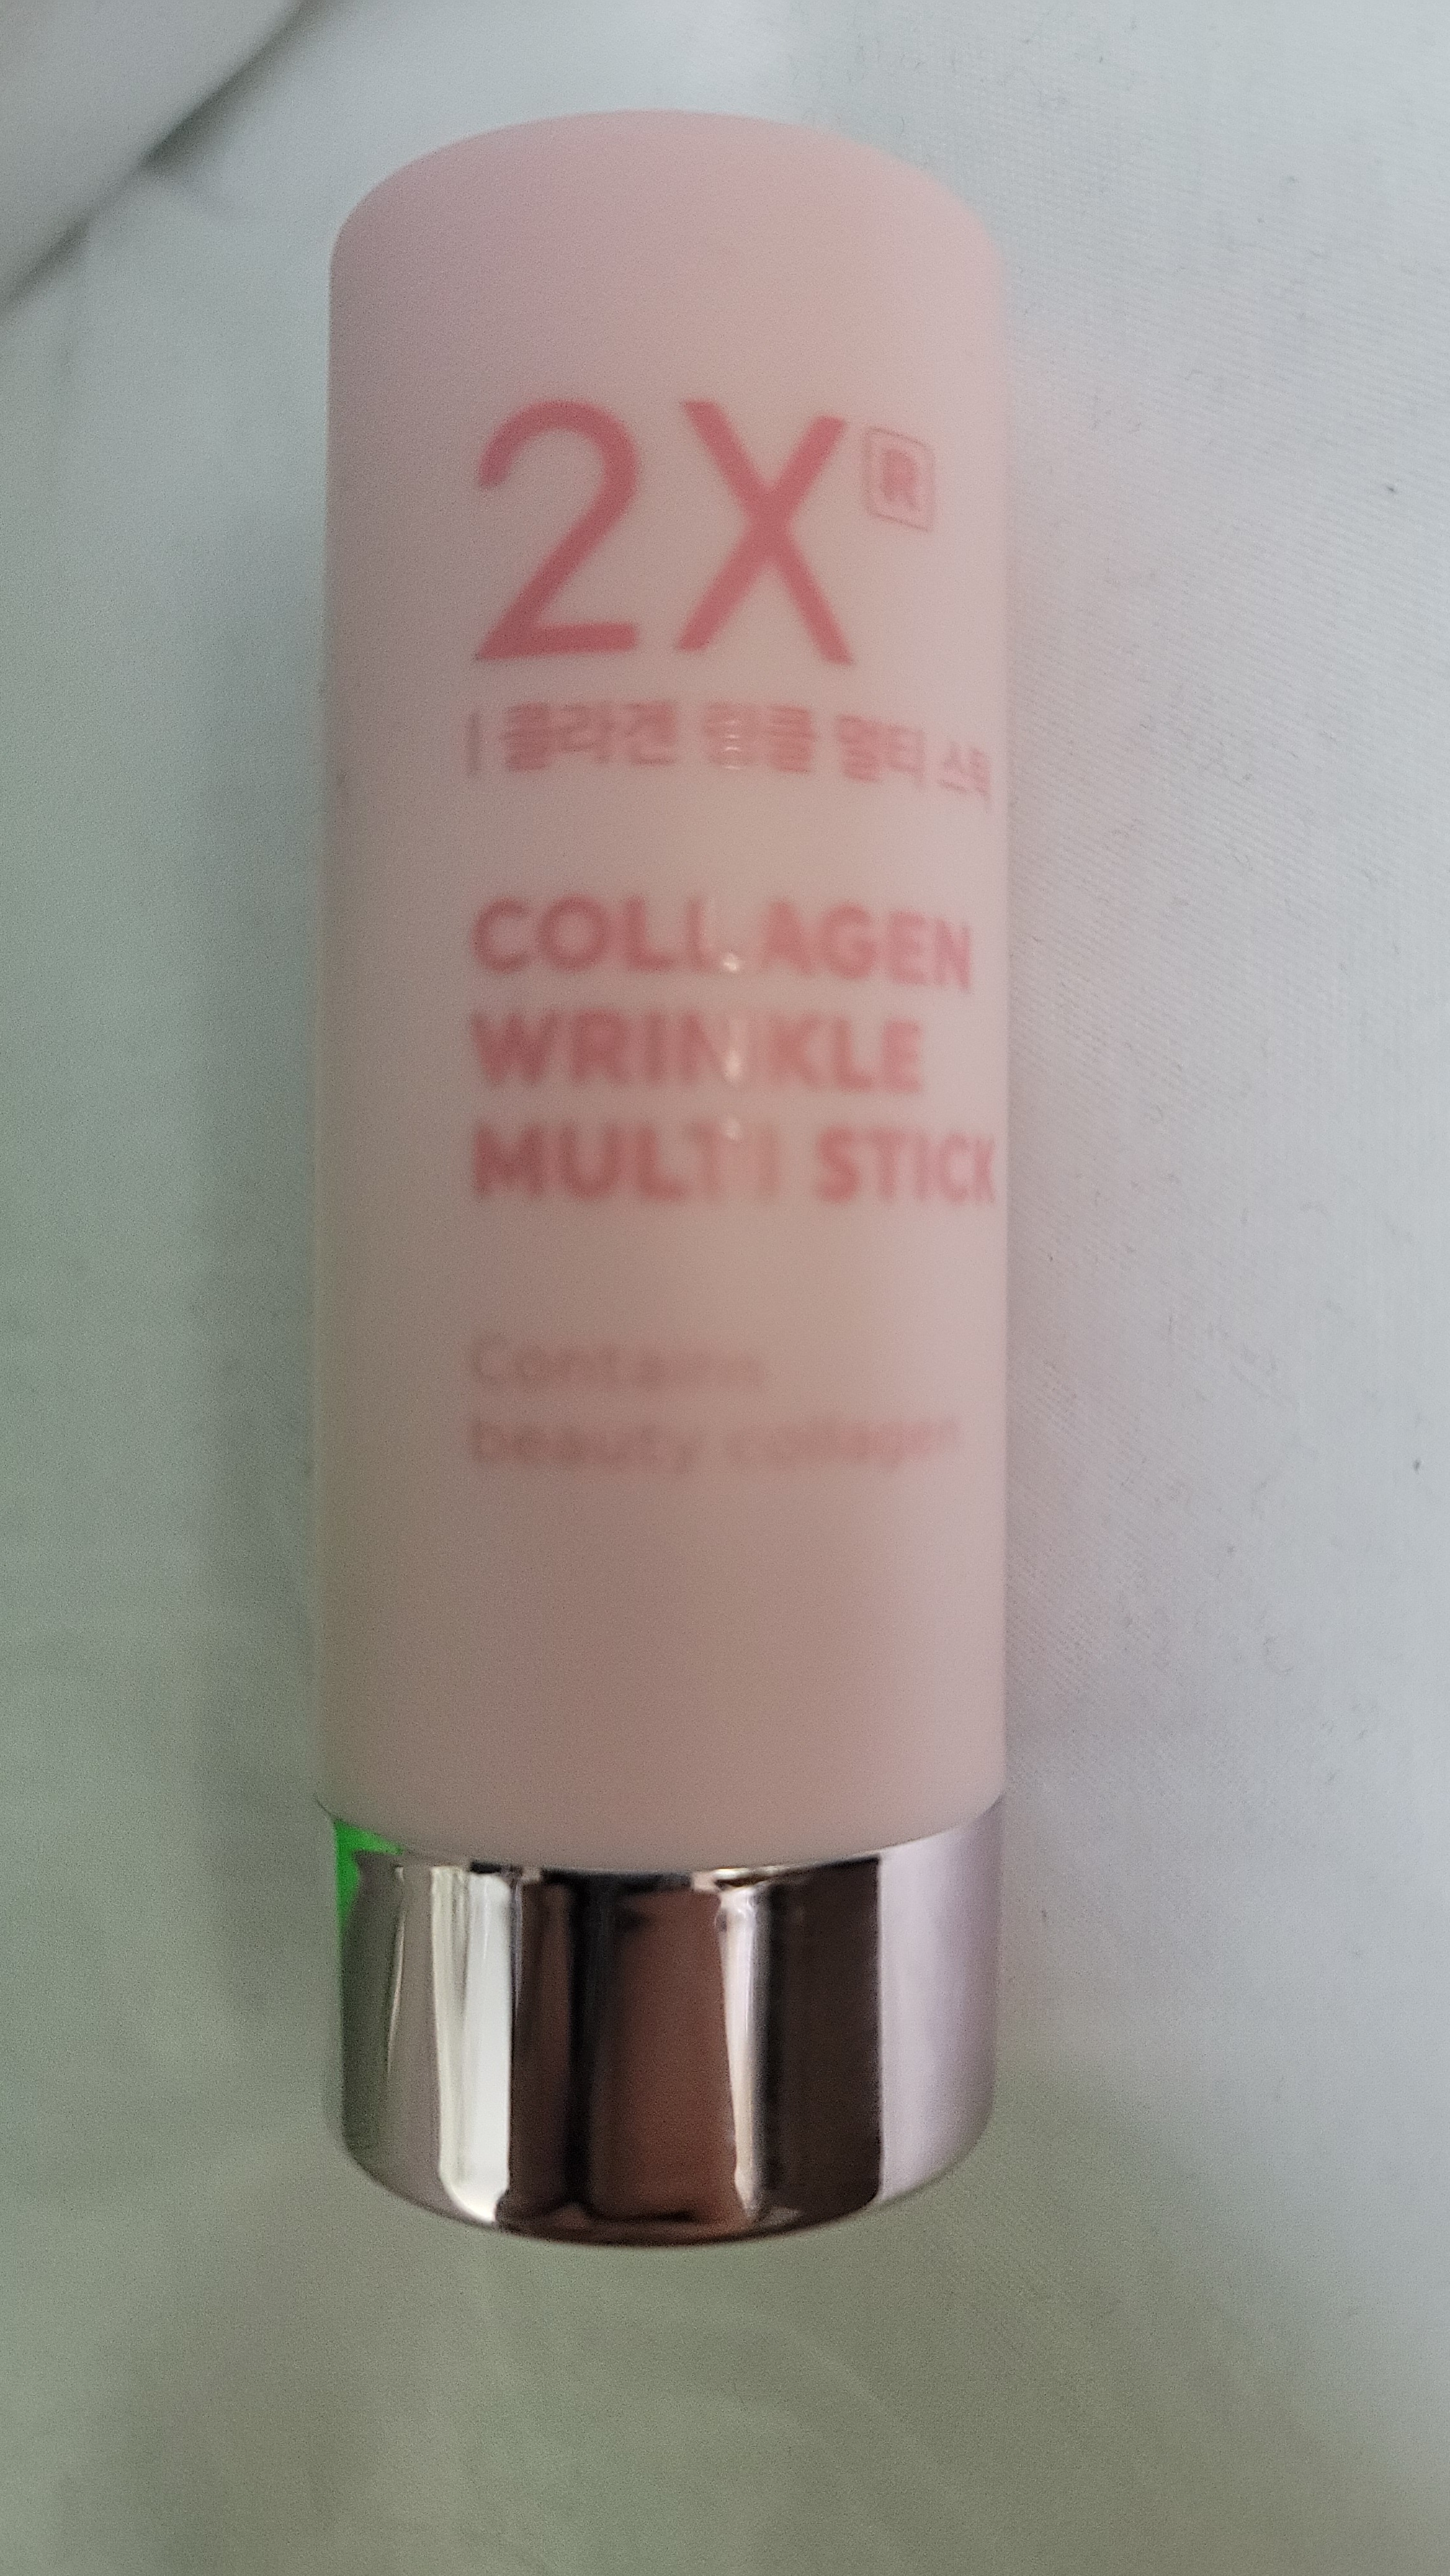 2X
| 콜라겐 링클 멀티 스틱
COLLAGEN
WRINKLE
MULTI STICK
Contains
beauty collagen